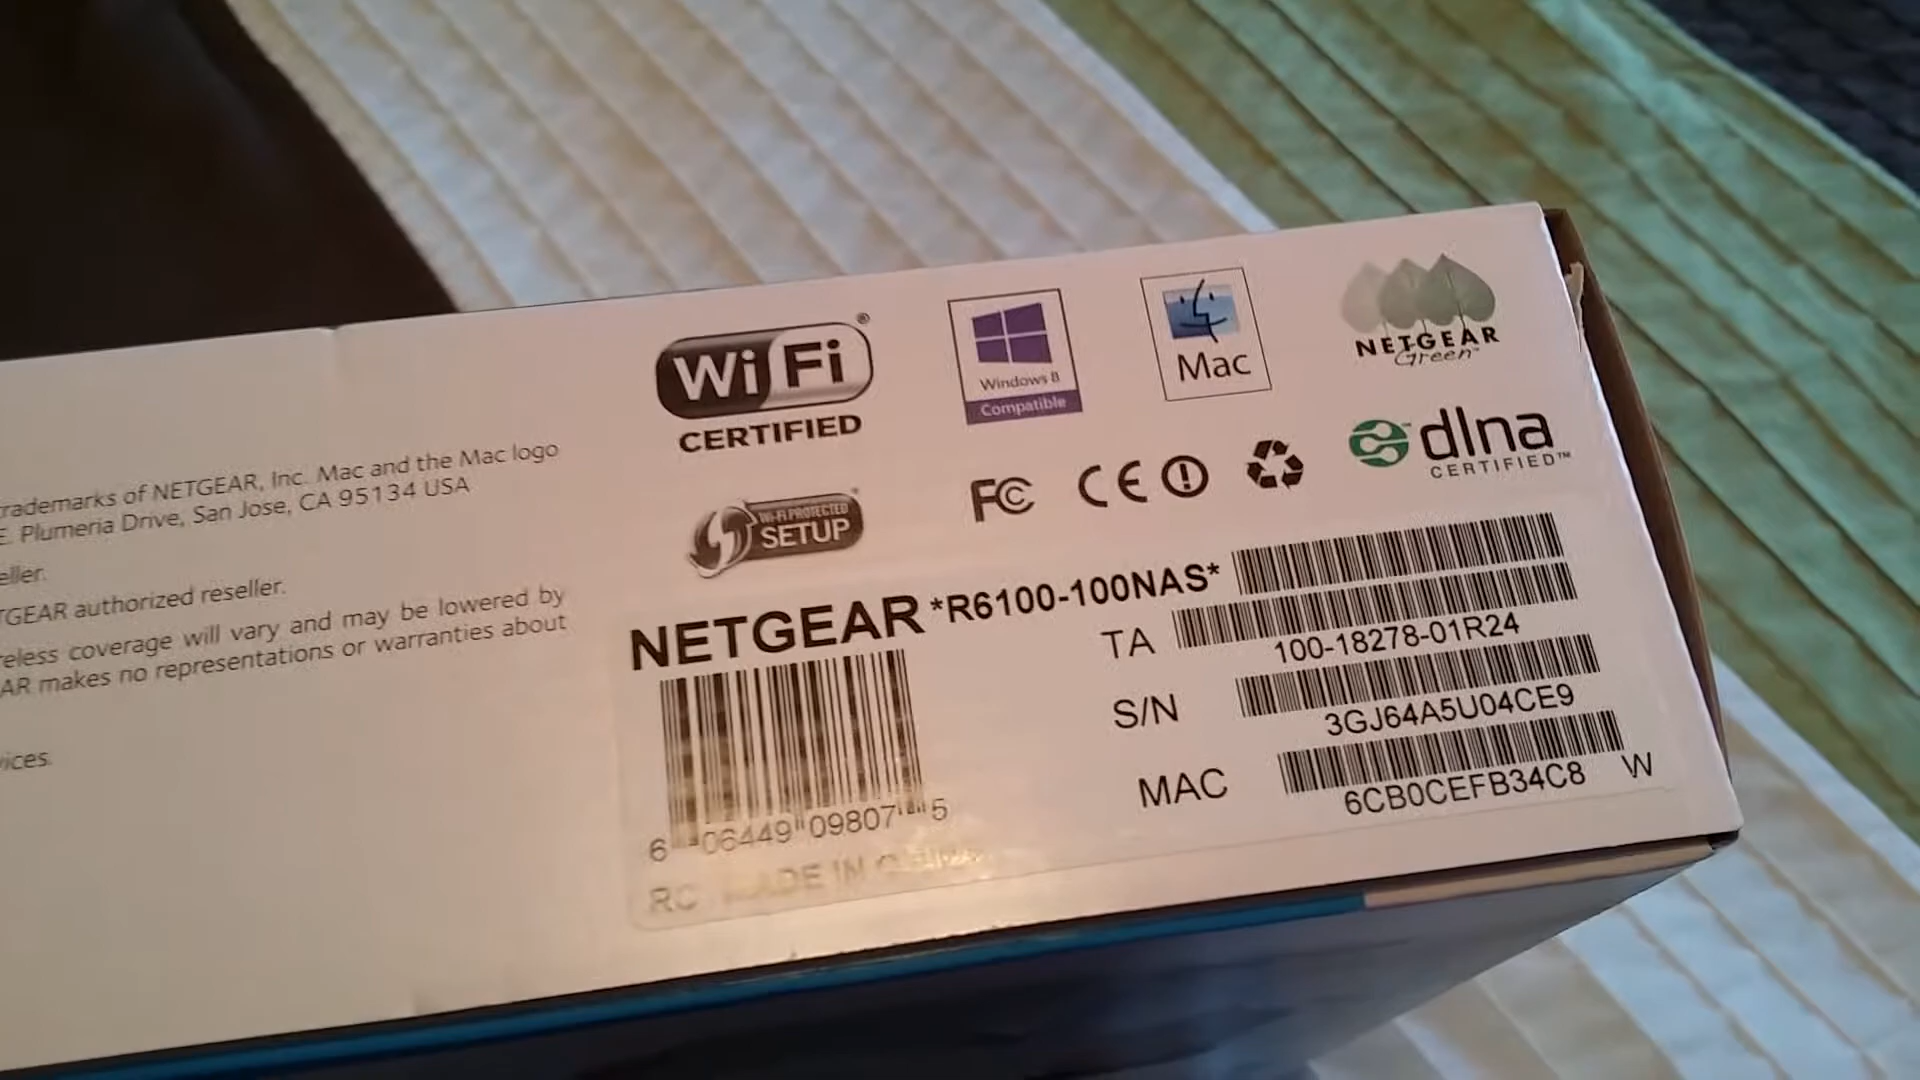 trademarks of NETGEAR, Inc. Mac and the Mac logo
E. Plumeria Drive, San Jose, CA 95134 USA
eller.
TGEAR authorized reseller.
reless coverage will vary and may be lowered by
AR makes no representations or warranties about
vices.
Wi Fi ®
CERTIFIED
Windows 8
Compatible
Mac
NETGEAR
Green™
WI-FI PROTECTED
SETUP
FC CE
dlna
CERTIFIED™
NETGEAR *R6100-100NAS*
TA
100-18278-01R24
S/N
3GJ64A5U04CE9
MAC
6CB0CEFB34C8 W
6 06449 09807 5
RC MADE IN